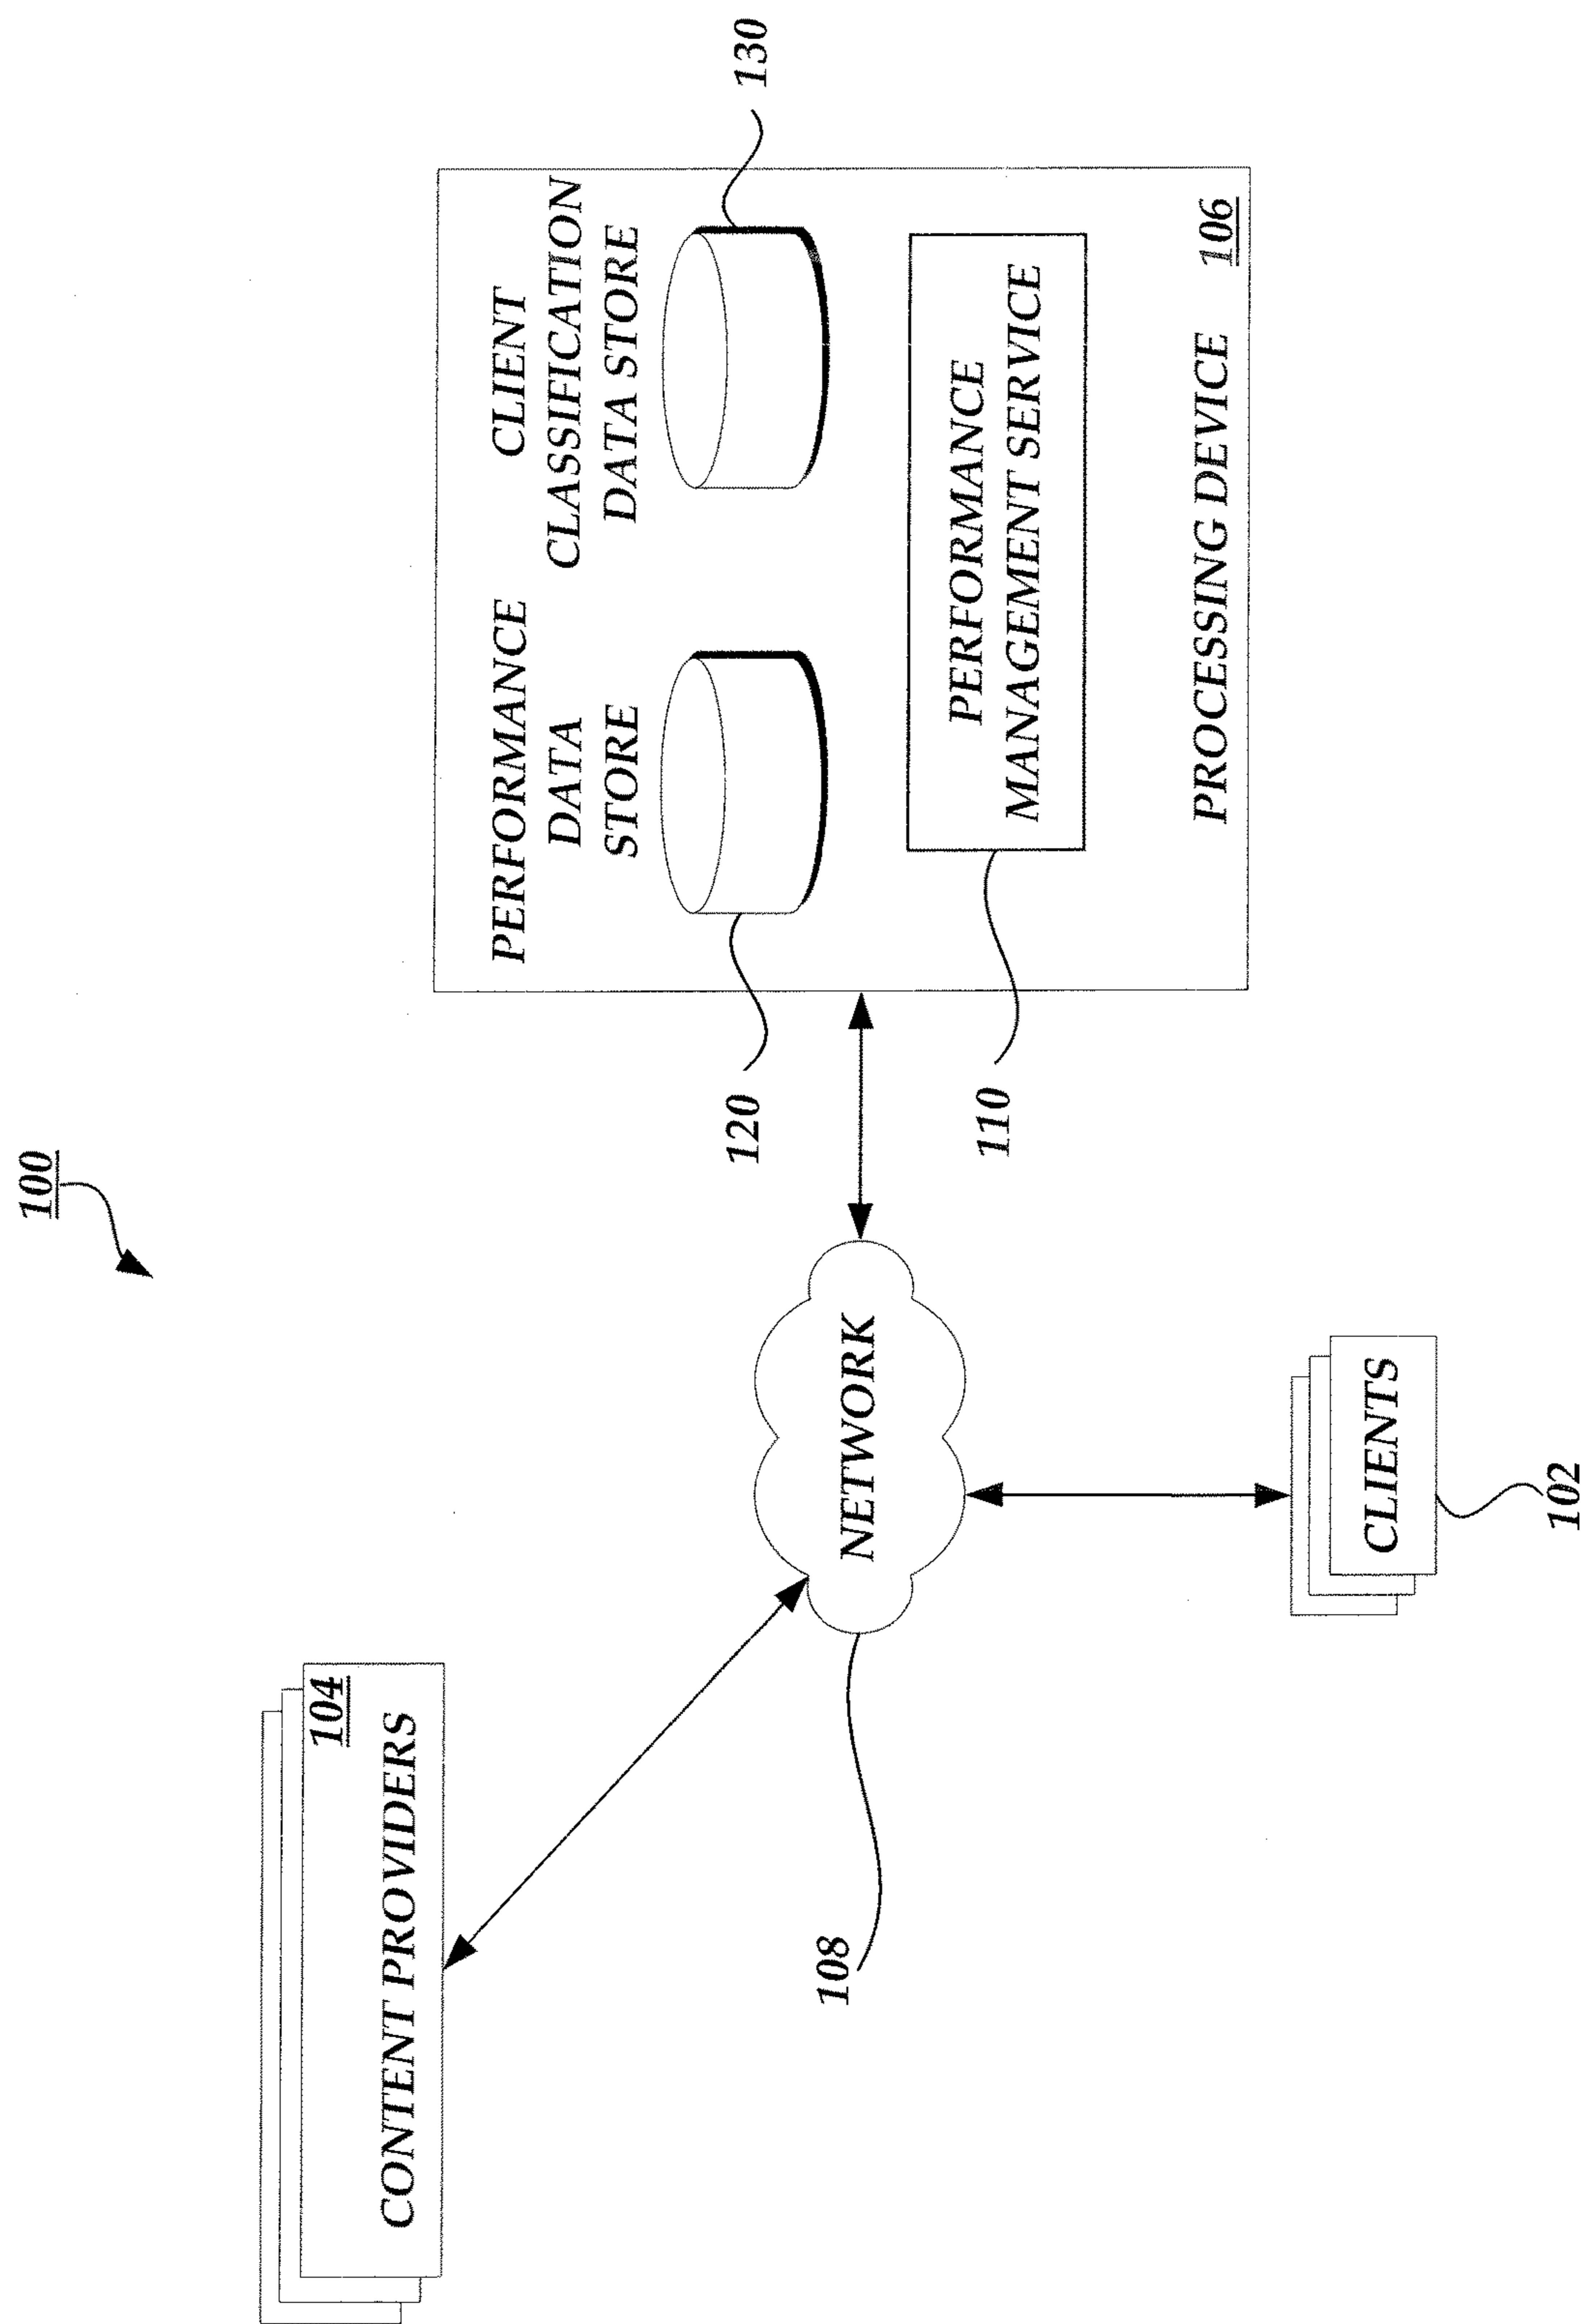 100
104
CONTENT PROVIDERS
108
NETWORK
CLIENTS
102
120
110
PERFORMANCE
DATA
STORE
CLIENT
CLASSIFICATION
DATA STORE
130
PERFORMANCE
MANAGEMENT SERVICE
PROCESSING DEVICE
106